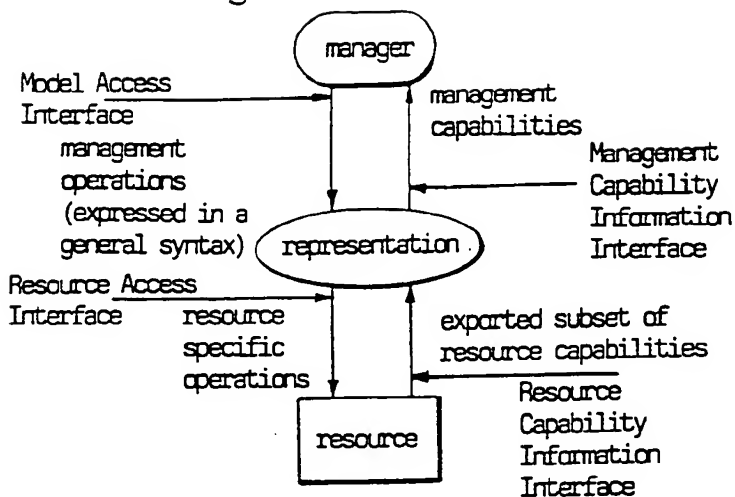 manager
Model Access
Interface
management
operations
(expressed in a
general syntax)
management
capabilities
Management
Capability
Information
Interface
representation
Resource Access
Interface
resource
specific
operations
exported subset of
resource capabilities
Resource
Capability
Information
Interface
resource